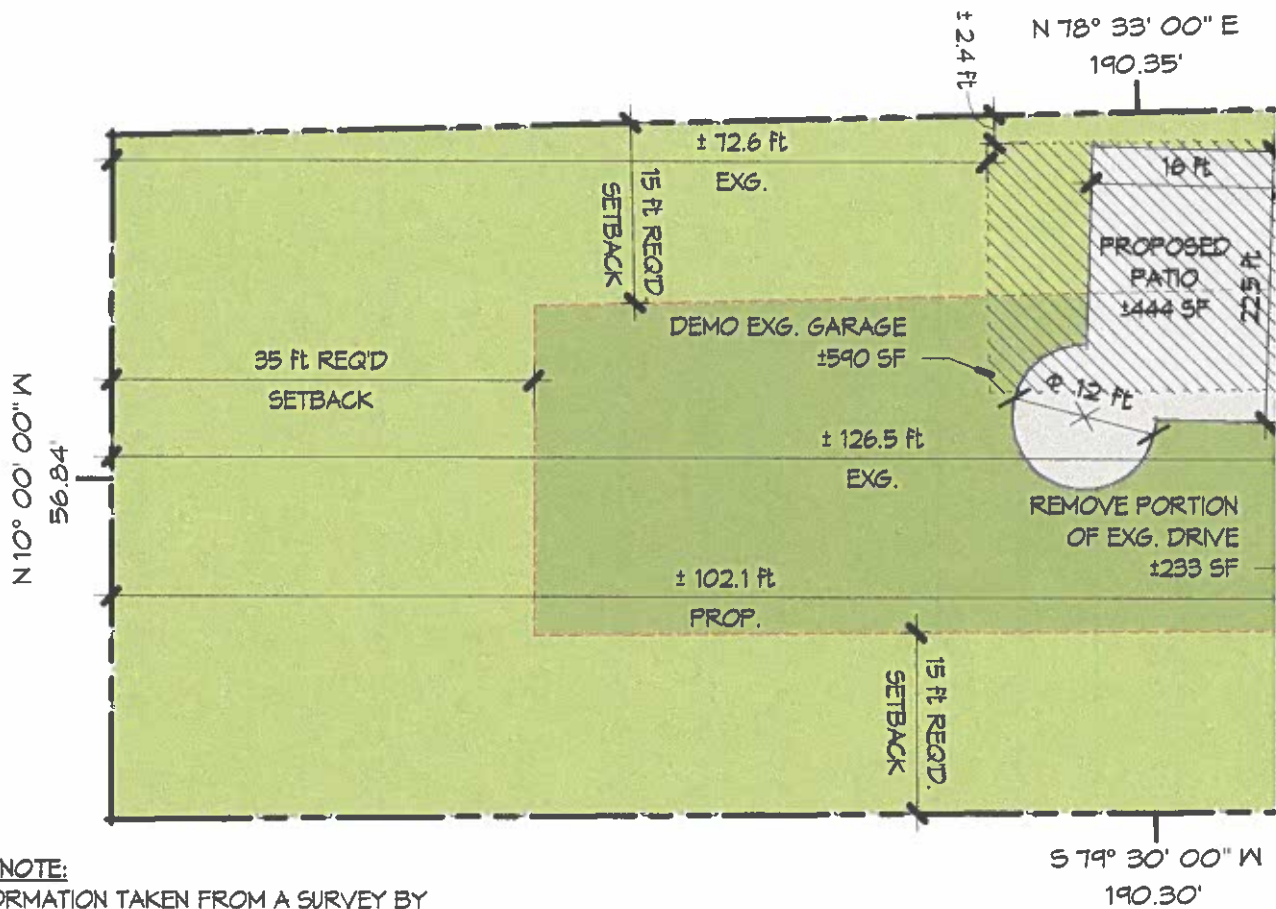 ± 2.4 ft
N 78° 33' 00" E
190.35'
± 72.6 ft
EXG.
15 ft REQ'D
SETBACK
16 ft
PROPOSED
PATIO
±444 SF
22.5 ft
DEMO EXG. GARAGE
±590 SF
35 ft REQ'D
SETBACK
Φ 12 ft
± 126.5 ft
EXG.
N 10° 00' 00" W
56.84'
REMOVE PORTION
OF EXG. DRIVE
±233 SF
± 102.1 ft
PROP.
15 ft REQ'D.
SETBACK
S 79° 30' 00" W
190.30'
NOTE:
ORMATION TAKEN FROM A SURVEY BY